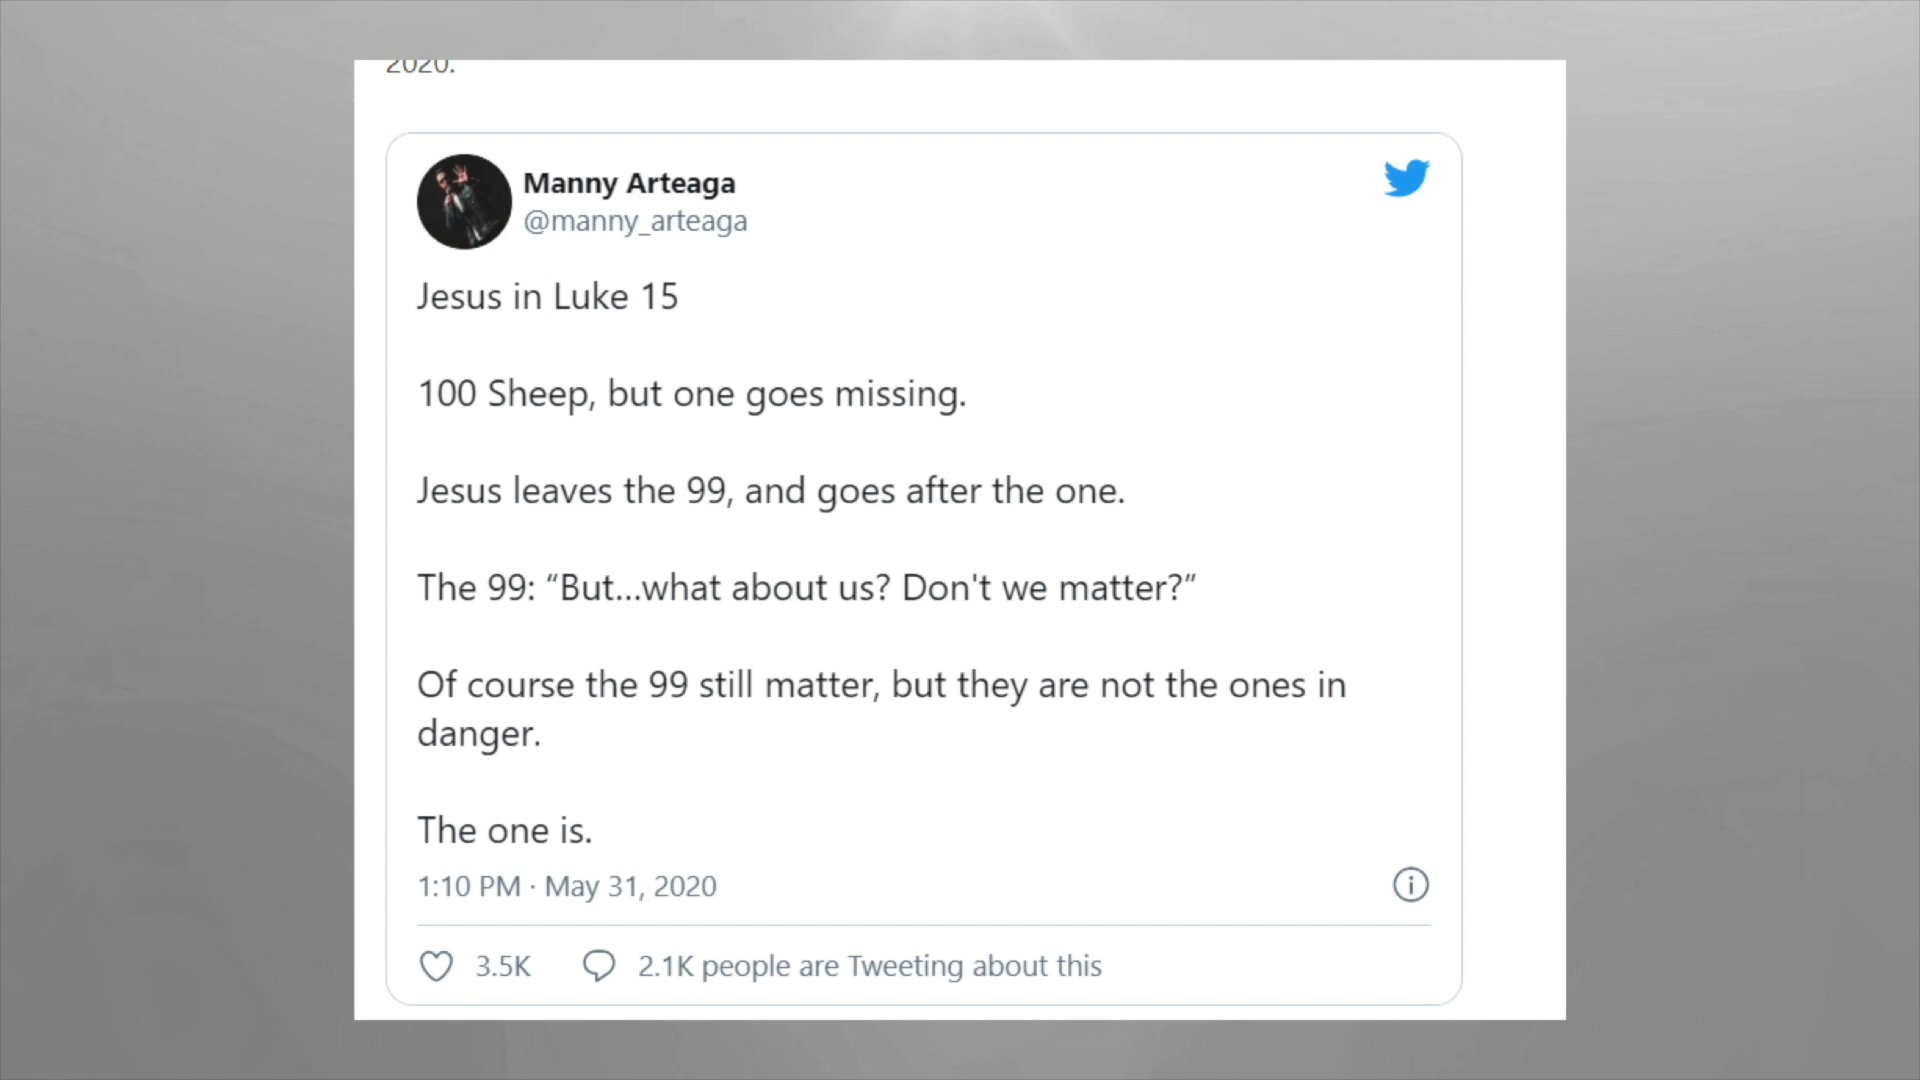 2020.
Manny Arteaga
@manny_arteaga
Jesus in Luke 15
100 Sheep, but one goes missing.
Jesus leaves the 99, and goes after the one.
The 99: “But...what about us? Don't we matter?”
Of course the 99 still matter, but they are not the ones in
danger.
The one is.
1:10 PM · May 31, 2020
3.5K 2.1K people are Tweeting about this